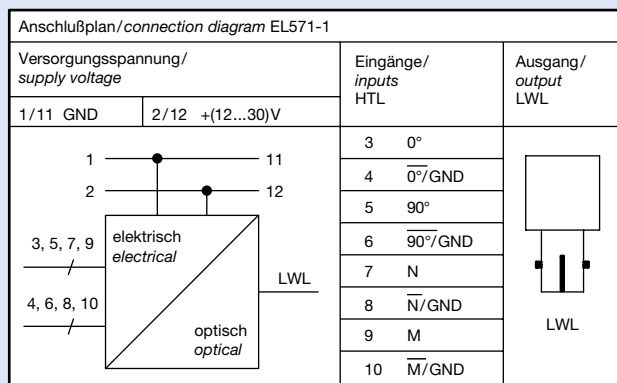 Anschlußplan/connection diagram EL571-1
Versorgungsspannung/
supply voltage
1/11 GND
2/12 +(12...30)V
Eingänge/
inputs
HTL
Ausgang/
output
LWL
1
11
2
12
3, 5, 7, 9
4, 6, 8, 10
elektrisch
electrical
optisch
optical
LWL
3 0°
4 0̅°̅/GND
5 90°
6 9̅0̅°̅/GND
7 N
8 N̅/GND
9 M
10 M̅/GND
LWL